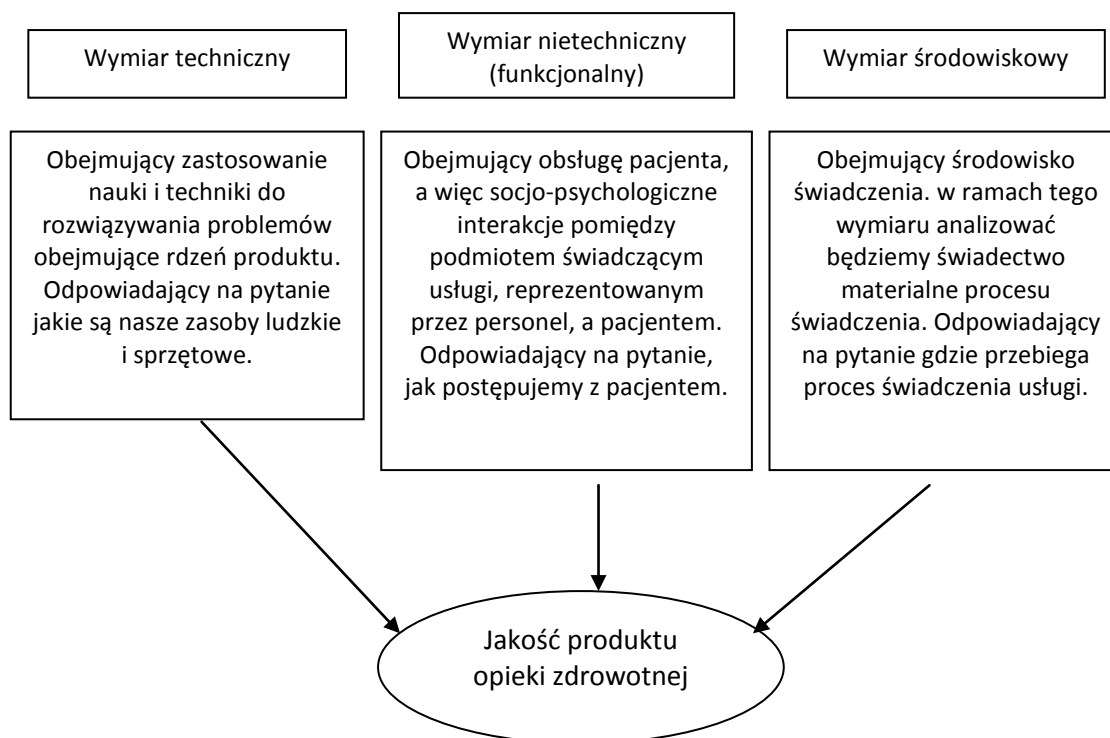 Wymiar techniczny
Wymiar nietechniczny
(funkcjonalny)
Wymiar środowiskowy
Obejmujący zastosowanie
nauki i techniki do
rozwiązywania problemów
obejmujące rdzeń produktu.
Odpowiadający na pytanie
jakie są nasze zasoby ludzkie
i sprzętowe.
Obejmujący obsługę pacjenta,
a więc socjo-psychologiczne
interakcje pomiędzy
podmiotem świadczącym
usługi, reprezentowanym
przez personel, a pacjentem.
Odpowiadający na pytanie,
jak postępujemy z pacjentem.
Obejmujący środowisko
świadczenia. w ramach tego
wymiaru analizować
będziemy świadectwo
materialne procesu
świadczenia. Odpowiadający
na pytanie gdzie przebiega
proces świadczenia usługi.
Jakość produktu
opieki zdrowotnej